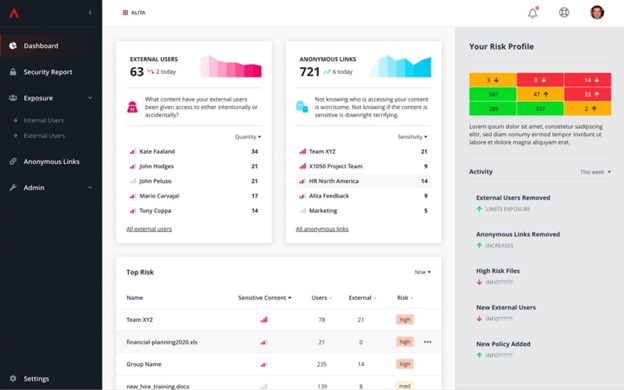 ALITA
Dashboard
Security Report
Exposure
Internal Users
External Users
Anonymous Links
Admin
Settings
EXTERNAL USERS
63 2 today
What content have your external users
been given access to either intentionally or
accidentally?
Quantity
Kate Faaland 34
John Hodges 21
John Peluso 21
Mario Carvajal 17
Tony Coppa 14
All external users
ANONYMOUS LINKS
721 6 today
Not knowing who is accessing your content is
worrisome. Not knowing if the content is
sensitive is downright terrifying.
Sensitivity
Team XYZ 21
X1050 Project Team 9
HR North America 14
Alita Feedback 9
Marketing 5
All anonymous links
Top Risk
Now
Name Sensitive Content Users External Risk
Team XYZ 78 21 high
financial-planning2020.xls 21 0 high
Group Name 235 14 high
new_hire_training.docx 139 8 med
Your Risk Profile
3 0 14
567 47 33
289 337 2
Lorem ipsum dolor sit amet, consetetur sadipscing
elitr, sed diam nonumy eirmod tempor invidunt ut
labore et dolore magna aliquyam erat.
Activity This week
External Users Removed
LIMITS EXPOSURE
Anonymous Links Removed
INCREASES
High Risk Files
INFO??????
New External Users
INFO??????
New Policy Added
INFO??????